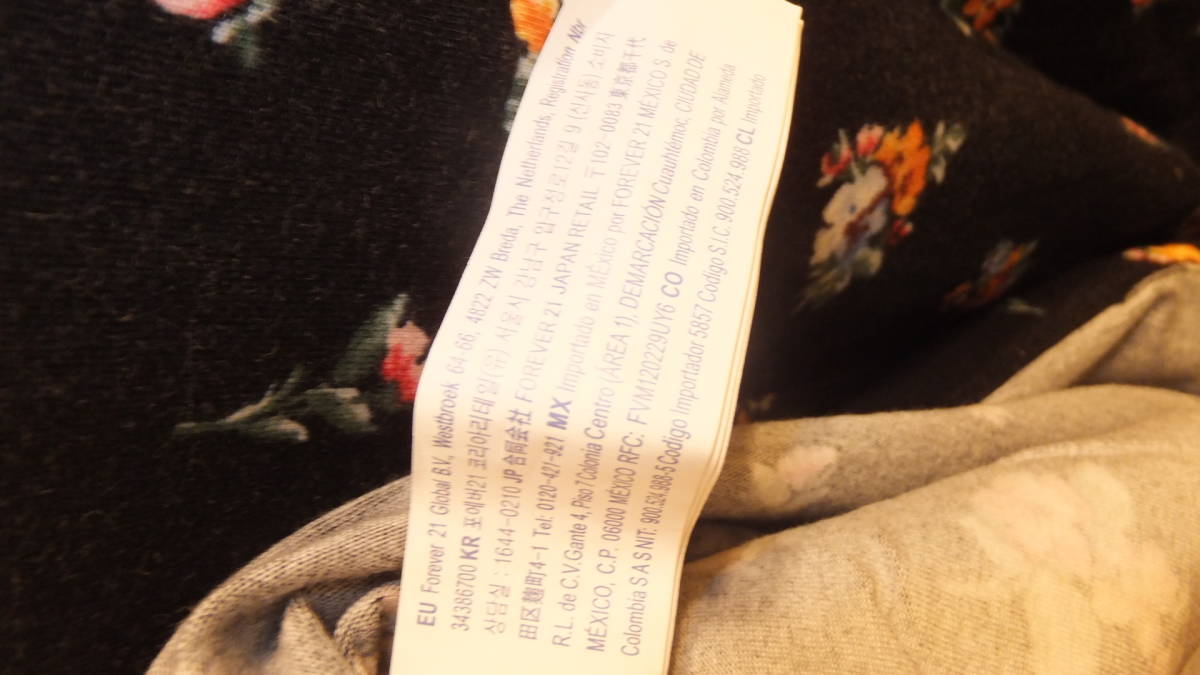 EU Forever 21 Global B.V., Westbroek 64-66, 4822 ZW Breda, The Netherlands, Registration Nbr
34386700 KR 포에버21 코리아리테일(유) 서울시 강남구 압구정로12길 9 (신사동) 소비자
상담실 : 1644-0210 JP 合同会社 FOREVER 21 JAPAN RETAIL 〒102-0083 東京都千代
田区麹町4-1 Tel: 0120-421-921 MX Importado en México por FOREVER 21 MÉXICO S. de
R.L. de C.V. Gante 4, Piso 7 Colonia Centro (ÁREA 1), DEMARCACIÓN Cuauhtémoc, CIUDAD DE
MÉXICO, C.P. 06000 MÉXICO RFC: FVM120229UY6 CO Importado en Colombia por Alameda
Colombia S A S NIT: 900.524.988-5 Codigo Importador 5857 Codigo S.I.C. 900.524.988 CL Importado